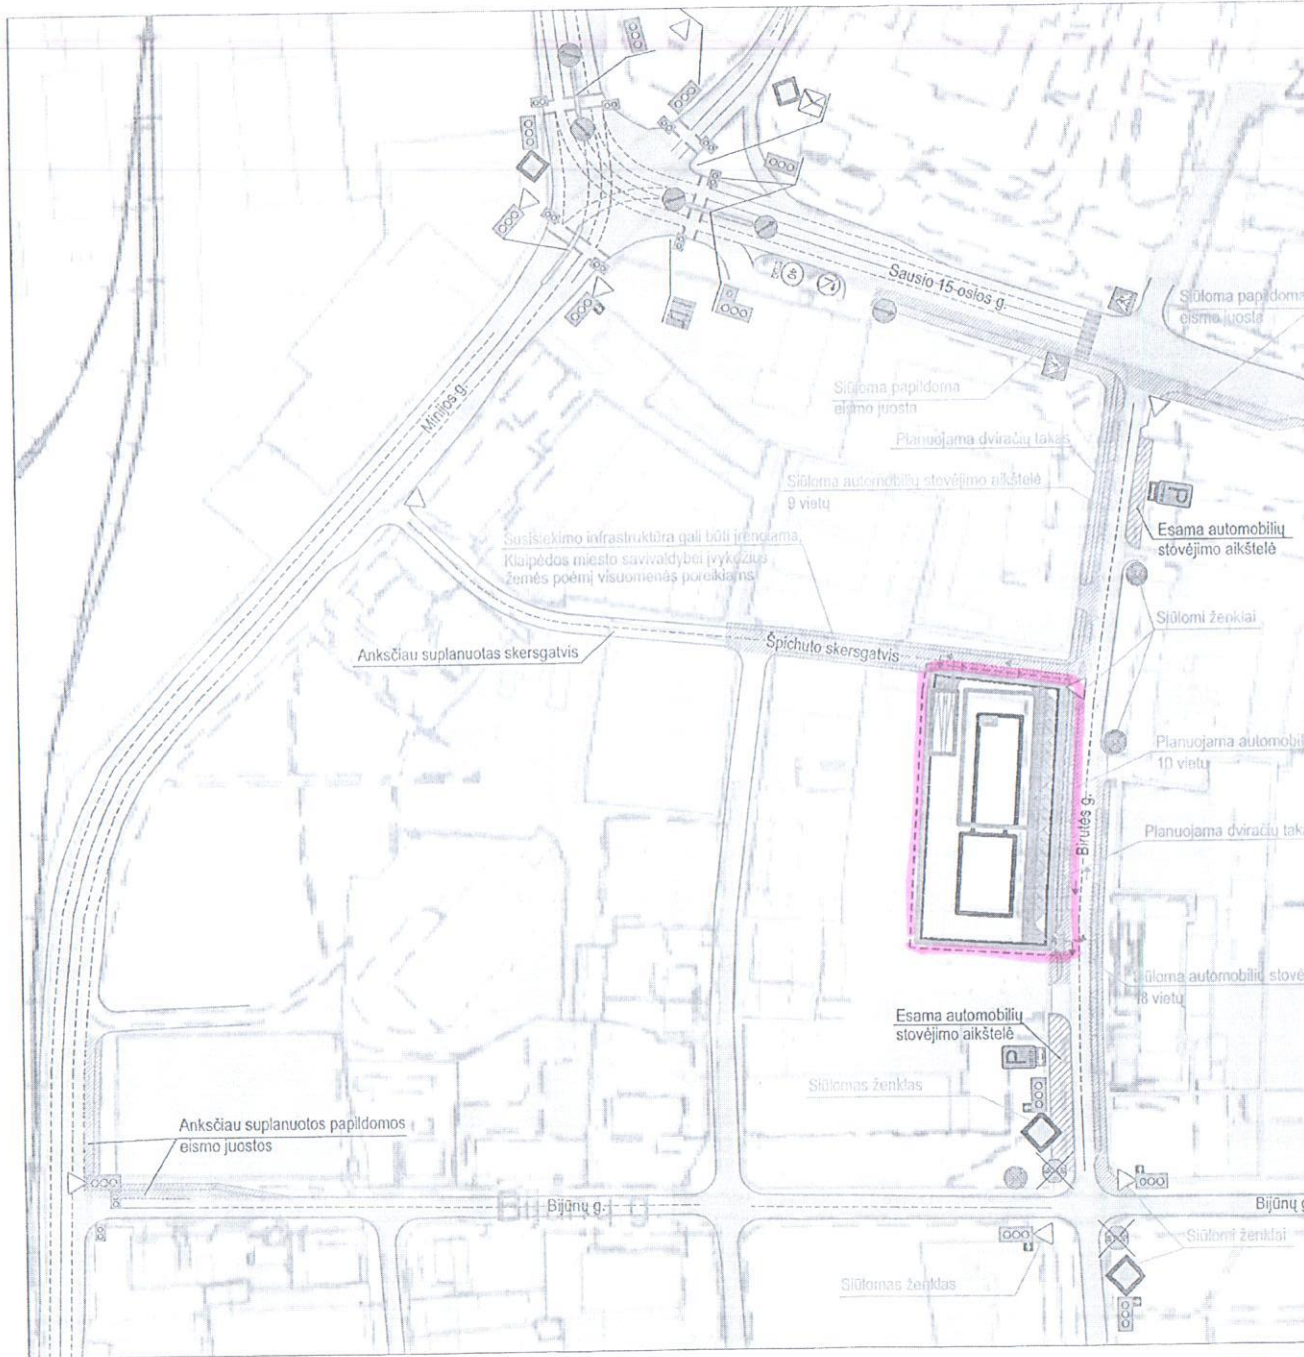 Sausio 15-osios g.
Siūloma papildoma
eismo juosta
Minijos g.
Siūloma papildoma
eismo juosta
Planuojama dviračių takas
Siūloma automobilių stovėjimo aikštelė
9 vietų
Esama automobilių
stovėjimo aikštelė
Susisiekimo infrastruktūra gali būti įrengiama,
Klaipėdos miesto savivaldybei įvykdžius
žemės poėmį visuomenės poreikiams
Siūlomi ženklai
Anksčiau suplanuotas skersgatvis
Špichuto skersgatvis
Planuojama automobil
10 vietų
Birutės g.
Planuojama dviračių tak
Siūloma automobilių stovė
18 vietų
Esama automobilių
stovėjimo aikštelė
P
P
40
Siūlomas ženklas
Anksčiau suplanuotos papildomos
eismo juostos
Bijūnų g.
Bijūnų g
Siūlomi ženklai
Siūlomas ženklas